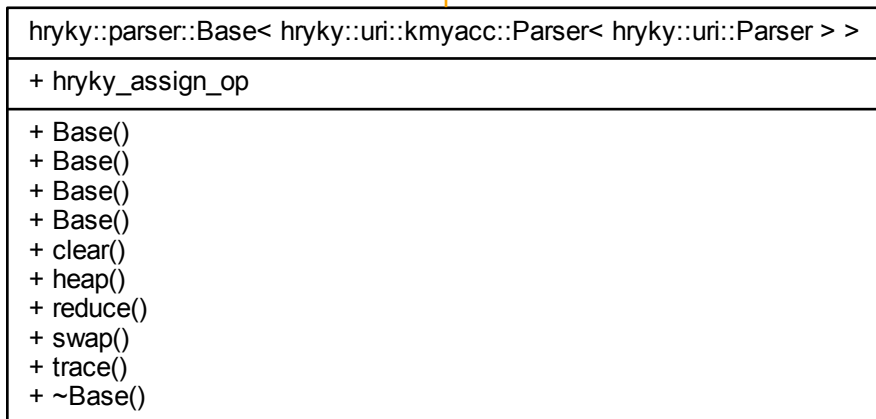 hryky::parser::Base< hryky::uri::kmyacc::Parser< hryky::uri::Parser > >
+ hryky_assign_op
+ Base()
+ Base()
+ Base()
+ Base()
+ clear()
+ heap()
+ reduce()
+ swap()
+ trace()
+ ~Base()